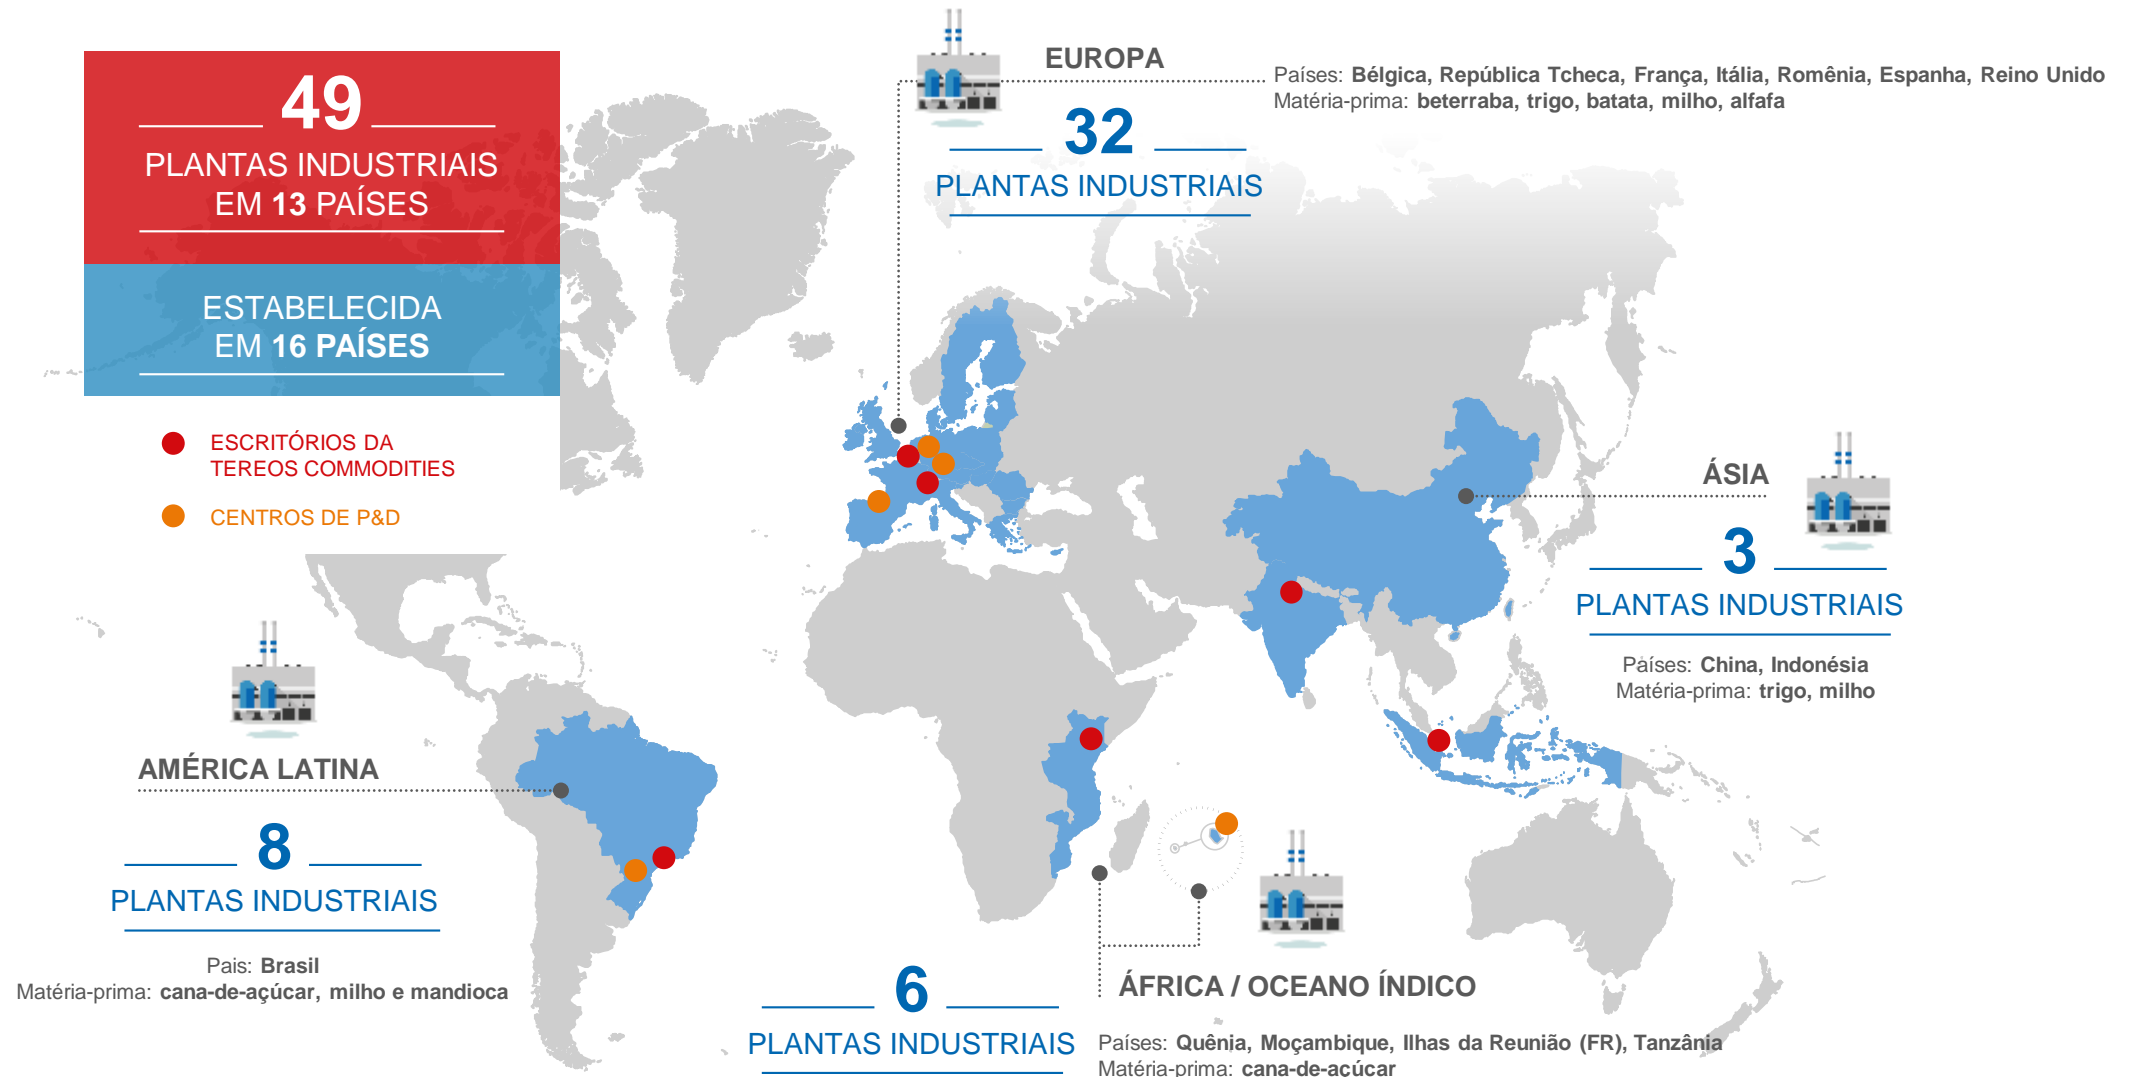 49
PLANTAS INDUSTRIAIS
EM 13 PAÍSES
ESTABELECIDA
EM 16 PAÍSES
ESCRITÓRIOS DA
TEREOS COMMODITIES
CENTROS DE P&D
EUROPA
32
PLANTAS INDUSTRIAIS
Países: Bélgica, República Tcheca, França, Itália, Romênia, Espanha, Reino Unido
Matéria-prima: beterraba, trigo, batata, milho, alfafa
ÁSIA
3
PLANTAS INDUSTRIAIS
Países: China, Indonésia
Matéria-prima: trigo, milho
AMÉRICA LATINA
8
PLANTAS INDUSTRIAIS
Pais: Brasil
Matéria-prima: cana-de-açúcar, milho e mandioca
6
PLANTAS INDUSTRIAIS
ÁFRICA / OCEANO ÍNDICO
Países: Quênia, Moçambique, Ilhas da Reunião (FR), Tanzânia
Matéria-prima: cana-de-açúcar